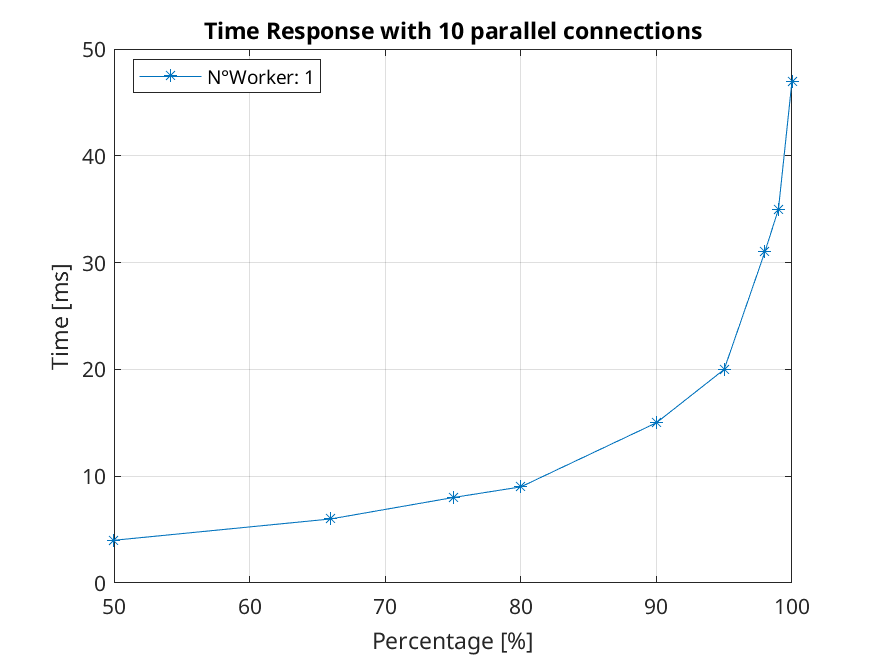 Time Response with 10 parallel connections
N°Worker: 1
50
40
30
20
10
0
Time [ms]
50 60 70 80 90 100
Percentage [%]